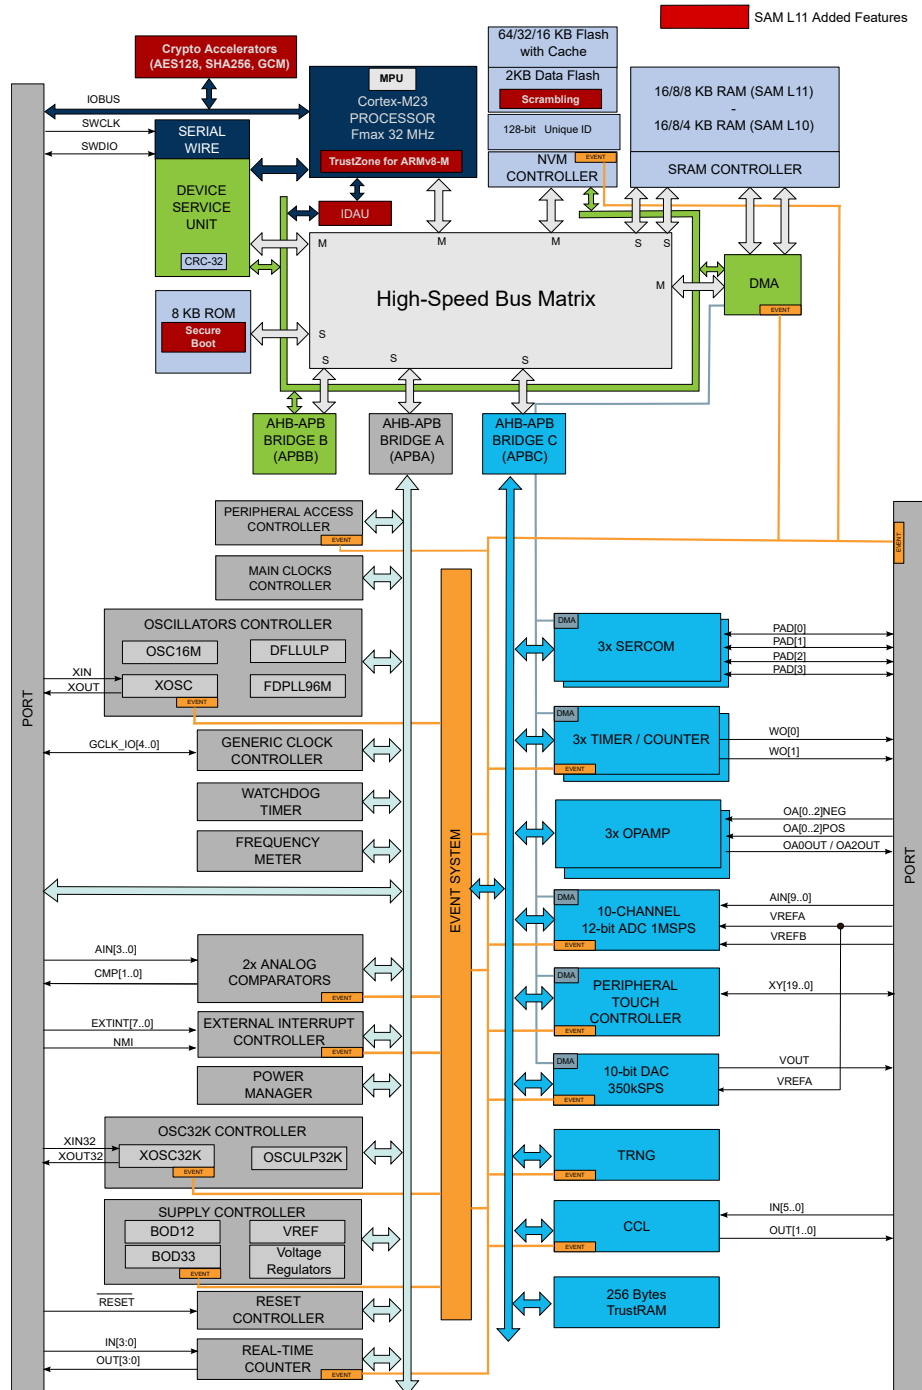 SAM L11 Added Features
Crypto Accelerators
(AES128, SHA256, GCM)
MPU
Cortex-M23
PROCESSOR
Fmax 32 MHz
TrustZone for ARMv8-M
64/32/16 KB Flash
with Cache
2KB Data Flash
Scrambling
128-bit Unique ID
EVENT
NVM
CONTROLLER
16/8/8 KB RAM (SAM L11)
-
16/8/4 KB RAM (SAM L10)
SRAM CONTROLLER
IOBUS
SWCLK
SWDIO
SERIAL
WIRE
DEVICE
SERVICE
UNIT
CRC-32
IDAU
M
M
M
S
S
M
S
S
S
S
High-Speed Bus Matrix
DMA
EVENT
8 KB ROM
Secure
Boot
AHB-APB
BRIDGE B
(APBB)
AHB-APB
BRIDGE A
(APBA)
AHB-APB
BRIDGE C
(APBC)
PORT
PERIPHERAL ACCESS
CONTROLLER
EVENT
MAIN CLOCKS
CONTROLLER
OSCILLATORS CONTROLLER
OSC16M
DFLLULP
XOSC
FDPLL96M
EVENT
XIN
XOUT
GCLK_IO[4..0]
GENERIC CLOCK
CONTROLLER
WATCHDOG
TIMER
FREQUENCY
METER
AIN[3..0]
CMP[1..0]
2x ANALOG
COMPARATORS
EVENT
EXTINT[7..0]
NMI
EXTERNAL INTERRUPT
CONTROLLER
EVENT
POWER
MANAGER
OSC32K CONTROLLER
XIN32
XOUT32
XOSC32K
OSCULP32K
EVENT
SUPPLY CONTROLLER
BOD12
VREF
BOD33
Voltage
Regulators
EVENT
RESET
RESET
CONTROLLER
IN[3:0]
OUT[3:0]
REAL-TIME
COUNTER
EVENT
EVENT SYSTEM
EVENT
PORT
DMA
3x SERCOM
PAD[0]
PAD[1]
PAD[2]
PAD[3]
DMA
3x TIMER / COUNTER
EVENT
WO[0]
WO[1]
3x OPAMP
OA[0..2]NEG
OA[0..2]POS
OA0OUT / OA2OUT
DMA
10-CHANNEL
12-bit ADC 1MSPS
EVENT
AIN[9..0]
VREFA
VREFB
DMA
PERIPHERAL
TOUCH
CONTROLLER
EVENT
XY[19..0]
DMA
10-bit DAC
350kSPS
EVENT
VOUT
VREFA
TRNG
EVENT
CCL
EVENT
IN[5..0]
OUT[1..0]
256 Bytes
TrustRAM